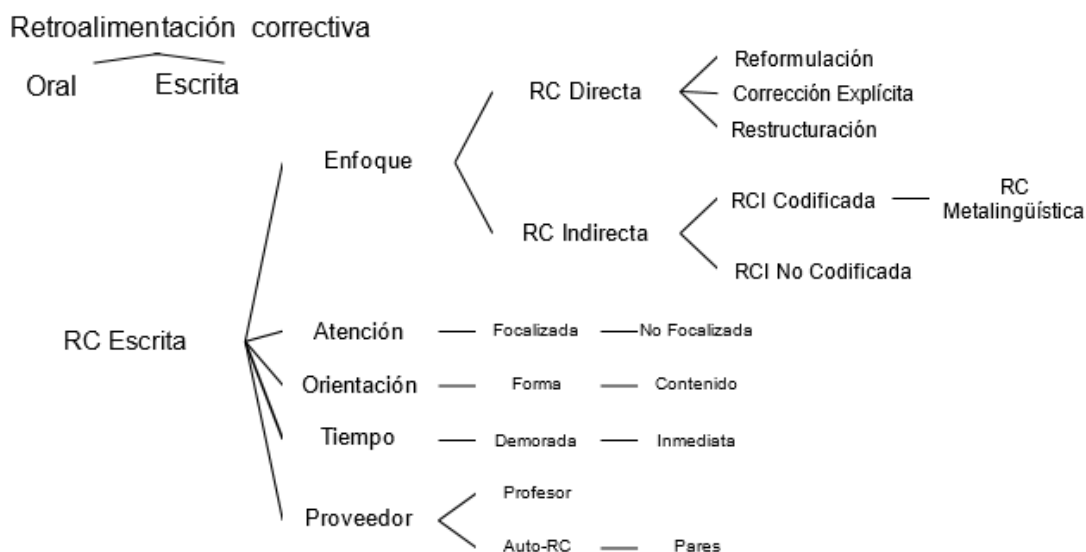 Retroalimentación correctiva
Oral Escrita
RC Escrita
Enfoque
RC Directa
Reformulación
Corrección Explícita
Restructuración
RC Indirecta
RCI Codificada
RC
Metalingüística
RCI No Codificada
Atención Focalizada No Focalizada
Orientación Forma Contenido
Tiempo Demorada Inmediata
Proveedor
Profesor
Auto-RC Pares